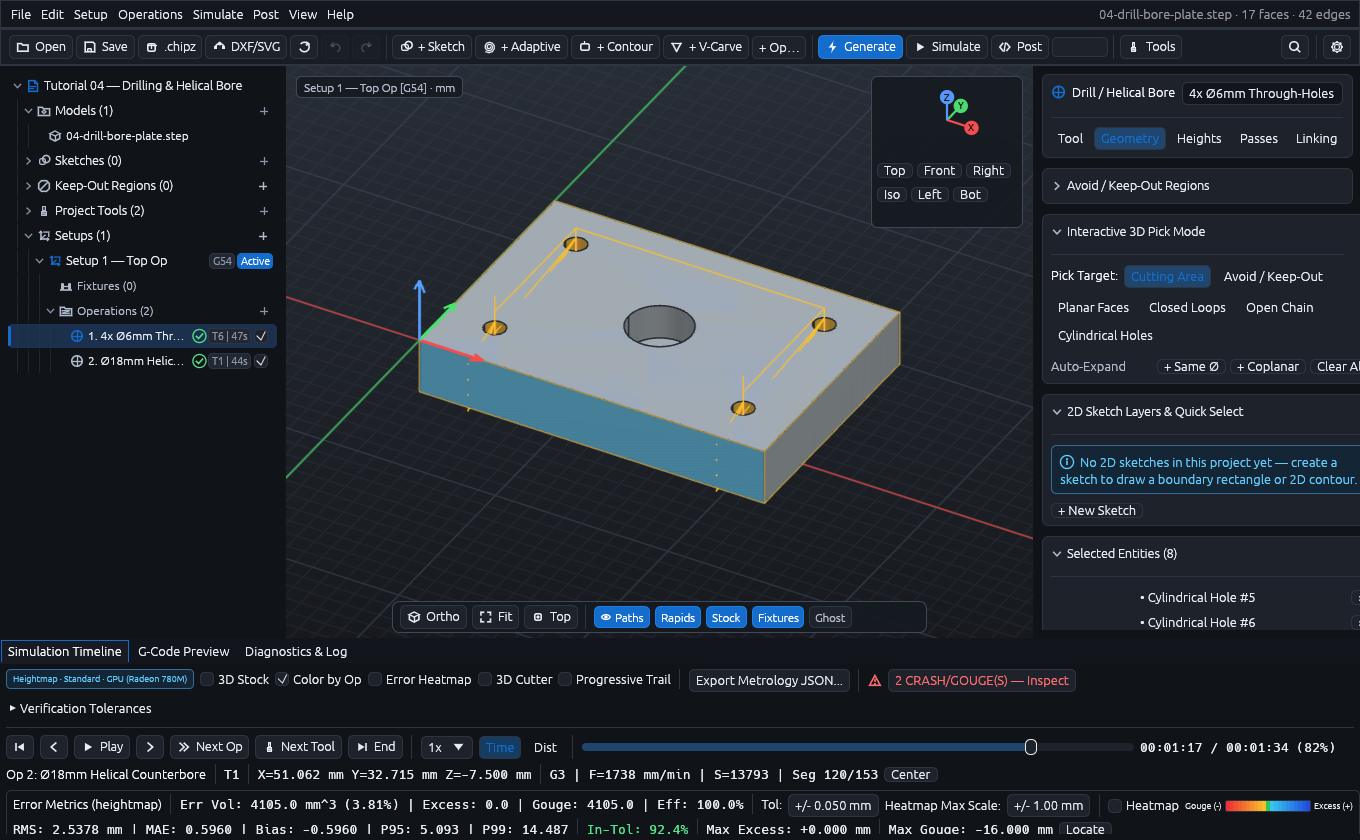 File Edit Setup Operations Simulate Post View Help 04-drill-bore-plate.step · 17 faces · 42 edges
Open Save .chipz DXF/SVG + Sketch + Adaptive + Contour + V-Carve + Op... Generate Simulate Post Tools
Tutorial 04 — Drilling & Helical Bore
Models (1) +
04-drill-bore-plate.step
Sketches (0) +
Keep-Out Regions (0) +
Project Tools (2) +
Setups (1) +
Setup 1 — Top Op G54 Active
Fixtures (0)
Operations (2) +
1. 4x Ø6mm Thr... T6 | 47s
2. Ø18mm Helic... T1 | 44s
Setup 1 — Top Op [G54] · mm
Z Y X
Top Front Right
Iso Left Bot
Ortho Fit Top Paths Rapids Stock Fixtures Ghost
Drill / Helical Bore 4x Ø6mm Through-Holes
Tool Geometry Heights Passes Linking
Avoid / Keep-Out Regions
Interactive 3D Pick Mode
Pick Target: Cutting Area Avoid / Keep-Out
Planar Faces Closed Loops Open Chain
Cylindrical Holes
Auto-Expand + Same Ø + Coplanar Clear Al
2D Sketch Layers & Quick Select
No 2D sketches in this project yet — create a
sketch to draw a boundary rectangle or 2D contour.
+ New Sketch
Selected Entities (8)
• Cylindrical Hole #5
• Cylindrical Hole #6
Simulation Timeline G-Code Preview Diagnostics & Log
Heightmap · Standard · GPU (Radeon 780M) 3D Stock Color by Op Error Heatmap 3D Cutter Progressive Trail Export Metrology JSON... 2 CRASH/GOUGE(S) — Inspect
Verification Tolerances
Play Next Op Next Tool End 1x Time Dist 00:01:17 / 00:01:34 (82%)
Op 2: Ø18mm Helical Counterbore T1 X=51.062 mm Y=32.715 mm Z=-7.500 mm G3 | F=1738 mm/min | S=13793 | Seg 120/153 Center
Error Metrics (heightmap) Err Vol: 4105.0 mm^3 (3.81%) | Excess: 0.0 | Gouge: 4105.0 | Eff: 100.0% Tol: +/- 0.050 mm Heatmap Max Scale: +/- 1.00 mm Heatmap Gouge (-) Excess (+)
RMS: 2.5378 mm | MAE: 0.5960 | Bias: -0.5960 | P95: 5.093 | P99: 14.487 In-Tol: 92.4% Max Excess: +0.000 mm Max Gouge: -16.000 mm Locate